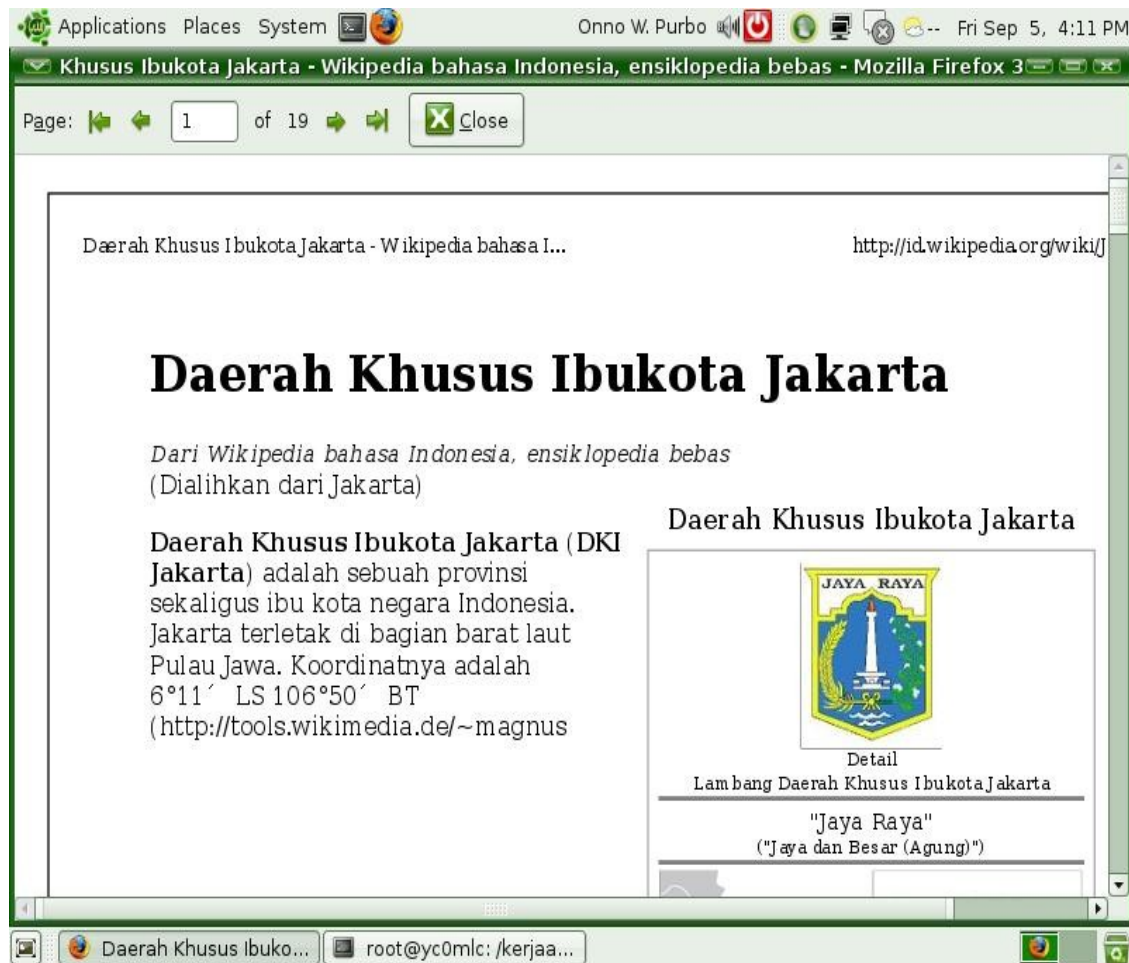 Applications Places System Onno W. Purbo -- Fri Sep 5, 4:11 PM
Khusus Ibukota Jakarta - Wikipedia bahasa Indonesia, ensiklopedia bebas - Mozilla Firefox 3
Page: 1 of 19 Close
Daerah Khusus Ibukota Jakarta - Wikipedia bahasa I... http://id.wikipedia.org/wiki/J
Daerah Khusus Ibukota Jakarta
Dari Wikipedia bahasa Indonesia, ensiklopedia bebas
(Dialihkan dari Jakarta)
Daerah Khusus Ibukota Jakarta (DKI
Jakarta) adalah sebuah provinsi
sekaligus ibu kota negara Indonesia.
Jakarta terletak di bagian barat laut
Pulau Jawa. Koordinatnya adalah
6°11´ LS 106°50´ BT
(http://tools.wikimedia.de/~magnus
Daerah Khusus Ibukota Jakarta
JAYA RAYA
Detail
Lambang Daerah Khusus Ibukota Jakarta
"Jaya Raya"
("Jaya dan Besar (Agung)")
Daerah Khusus Ibuko... root@yc0mlc: /kerjaa...